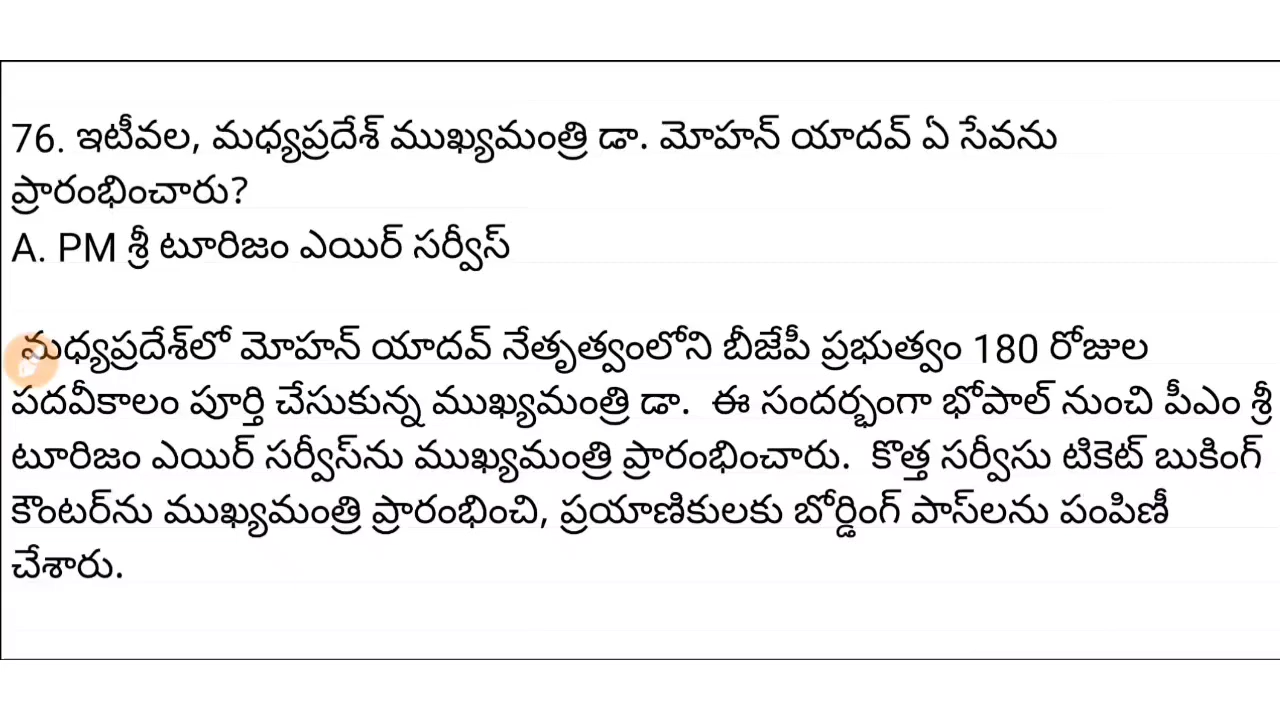 76. ఇటీవల, మధ్యప్రదేశ్ ముఖ్యమంత్రి డా. మోహన్ యాదవ్ ఏ సేవను
ప్రారంభించారు?
A. PM శ్రీ టూరిజం ఎయిర్ సర్వీస్
మధ్యప్రదేశ్‌లో మోహన్ యాదవ్ నేతృత్వంలోని బీజేపీ ప్రభుత్వం 180 రోజుల
పదవీకాలం పూర్తి చేసుకున్న ముఖ్యమంత్రి డా. ఈ సందర్భంగా భోపాల్ నుంచి పీఎం శ్రీ
టూరిజం ఎయిర్ సర్వీస్‌ను ముఖ్యమంత్రి ప్రారంభించారు. కొత్త సర్వీసు టికెట్ బుకింగ్
కౌంటర్‌ను ముఖ్యమంత్రి ప్రారంభించి, ప్రయాణికులకు బోర్డింగ్ పాస్‌లను పంపిణీ
చేశారు.